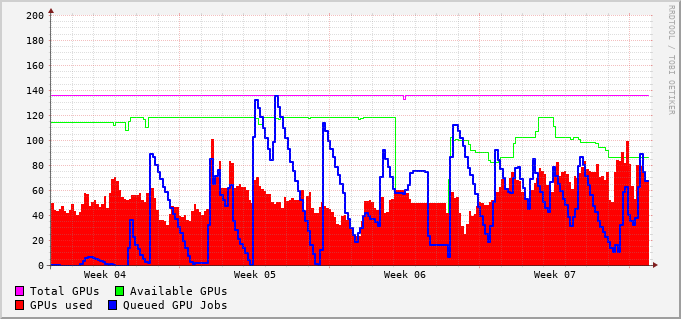 200
180
160
140
120
100
80
60
40
20
0
Week 04 Week 05 Week 06 Week 07
Total GPUs Available GPUs
GPUs used Queued GPU Jobs
RRDTOOL / TOBI OETIKER